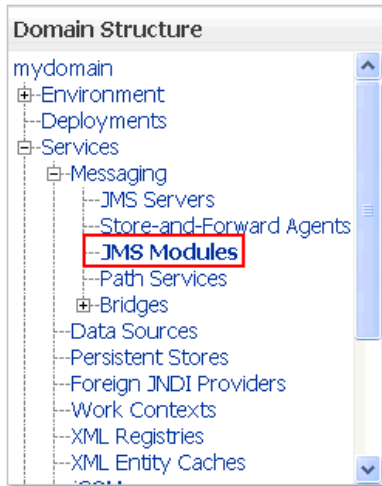 Domain Structure
mydomain
Environment
Deployments
Services
Messaging
JMS Servers
Store-and-Forward Agents
JMS Modules
Path Services
Bridges
Data Sources
Persistent Stores
Foreign JNDI Providers
Work Contexts
XML Registries
XML Entity Caches